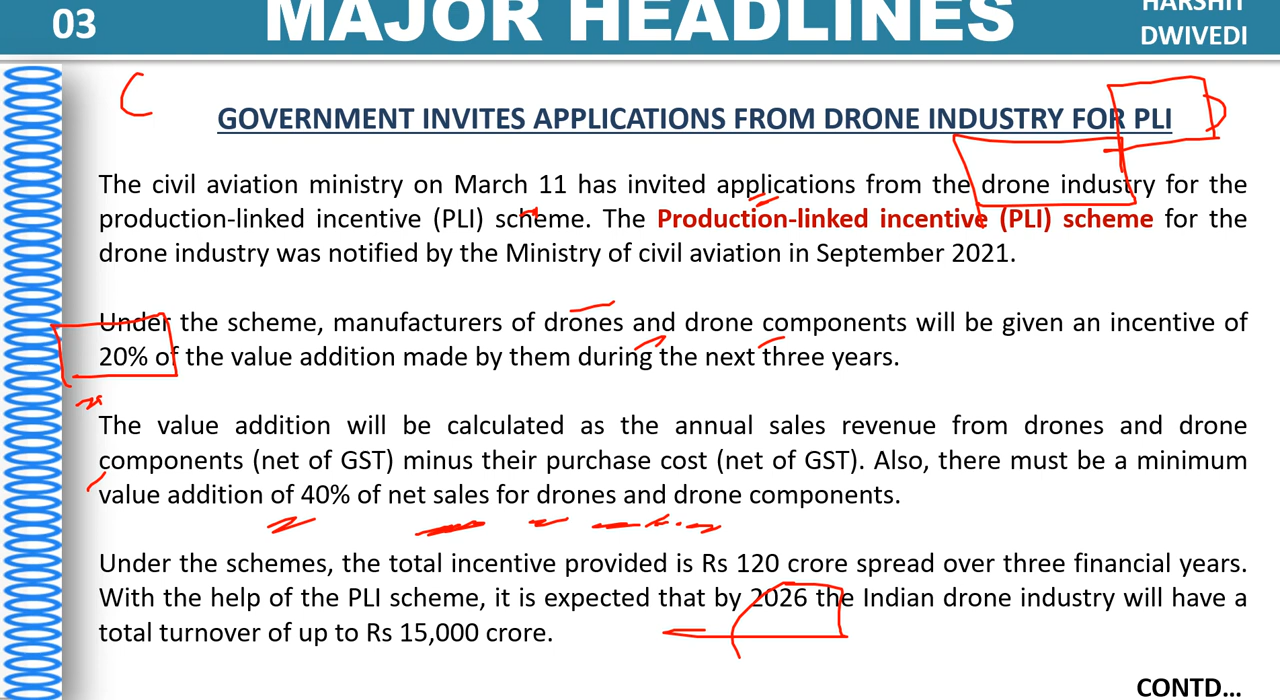 03
MAJOR HEADLINES
HARSHIT
DWIVEDI
GOVERNMENT INVITES APPLICATIONS FROM DRONE INDUSTRY FOR PLI
The civil aviation ministry on March 11 has invited applications from the drone industry for the
production-linked incentive (PLI) scheme. The Production-linked incentive (PLI) scheme for the
drone industry was notified by the Ministry of civil aviation in September 2021.
Under the scheme, manufacturers of drones and drone components will be given an incentive of
20% of the value addition made by them during the next three years.
The value addition will be calculated as the annual sales revenue from drones and drone
components (net of GST) minus their purchase cost (net of GST). Also, there must be a minimum
value addition of 40% of net sales for drones and drone components.
Under the schemes, the total incentive provided is Rs 120 crore spread over three financial years.
With the help of the PLI scheme, it is expected that by 2026 the Indian drone industry will have a
total turnover of up to Rs 15,000 crore.
CONTD...